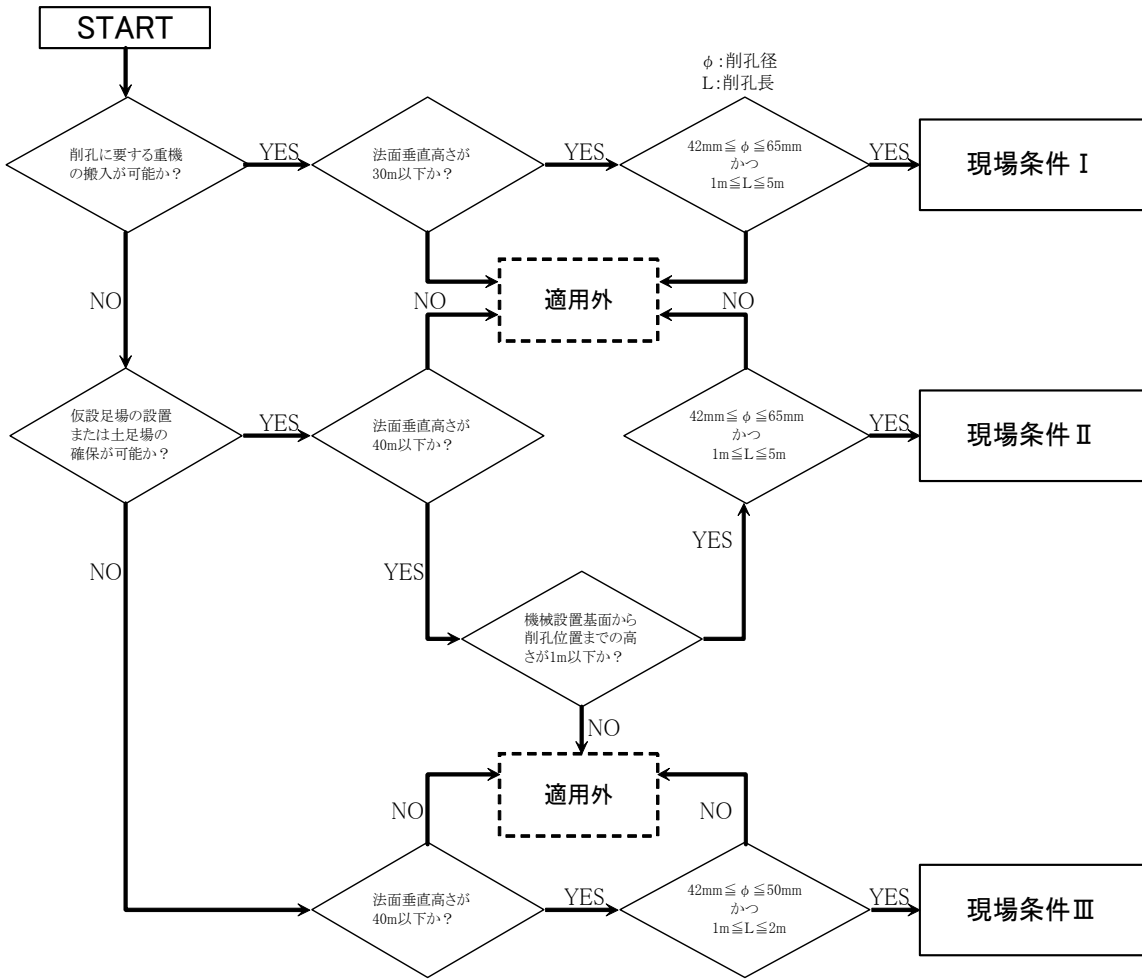 START
φ:削孔径
L:削孔長
削孔に要する重機
の搬入が可能か?
YES
法面垂直高さが
30m以下か?
YES
42mm≦φ≦65mm
かつ
1m≦L≦5m
YES
現場条件Ⅰ
NO
適用外
NO
NO
仮設足場の設置
または土足場の
確保が可能か?
YES
法面垂直高さが
40m以下か?
42mm≦φ≦65mm
かつ
1m≦L≦5m
YES
現場条件Ⅱ
NO
YES
YES
機械設置基面から
削孔位置までの高
さが1m以下か?
NO
適用外
NO
NO
法面垂直高さが
40m以下か?
YES
42mm≦φ≦50mm
かつ
1m≦L≦2m
YES
現場条件Ⅲ